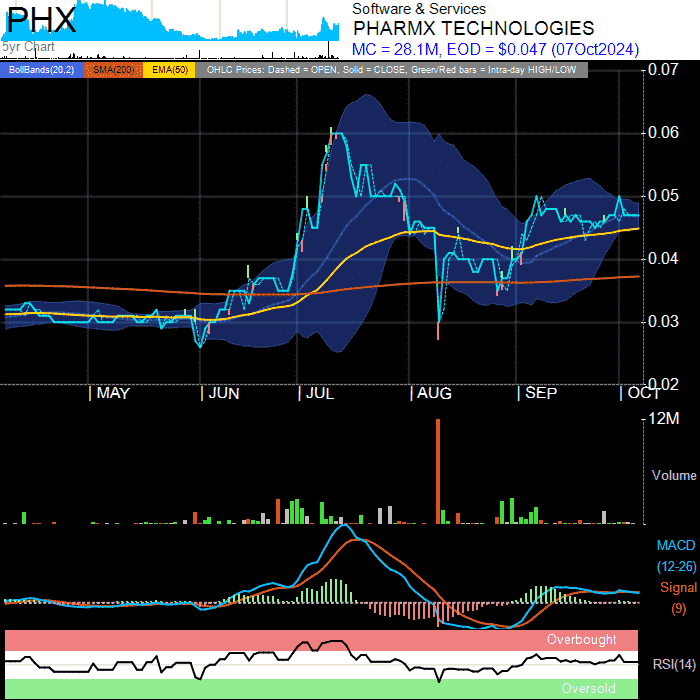 PHX
Software & Services
PHARMX TECHNOLOGIES
5yr Chart
MC = 28.1M, EOD = $0.047 (07Oct2024)
BollBands(20,2) SMA(200) EMA(50) OHLC Prices: Dashed = OPEN, Solid = CLOSE, Green/Red bars = Intra-day HIGH/LOW
0.07
0.06
0.05
0.04
0.03
0.02
MAY JUN JUL AUG SEP OCT
12M
Volume
MACD
(12-26)
Signal
(9)
Overbought
RSI(14)
Oversold